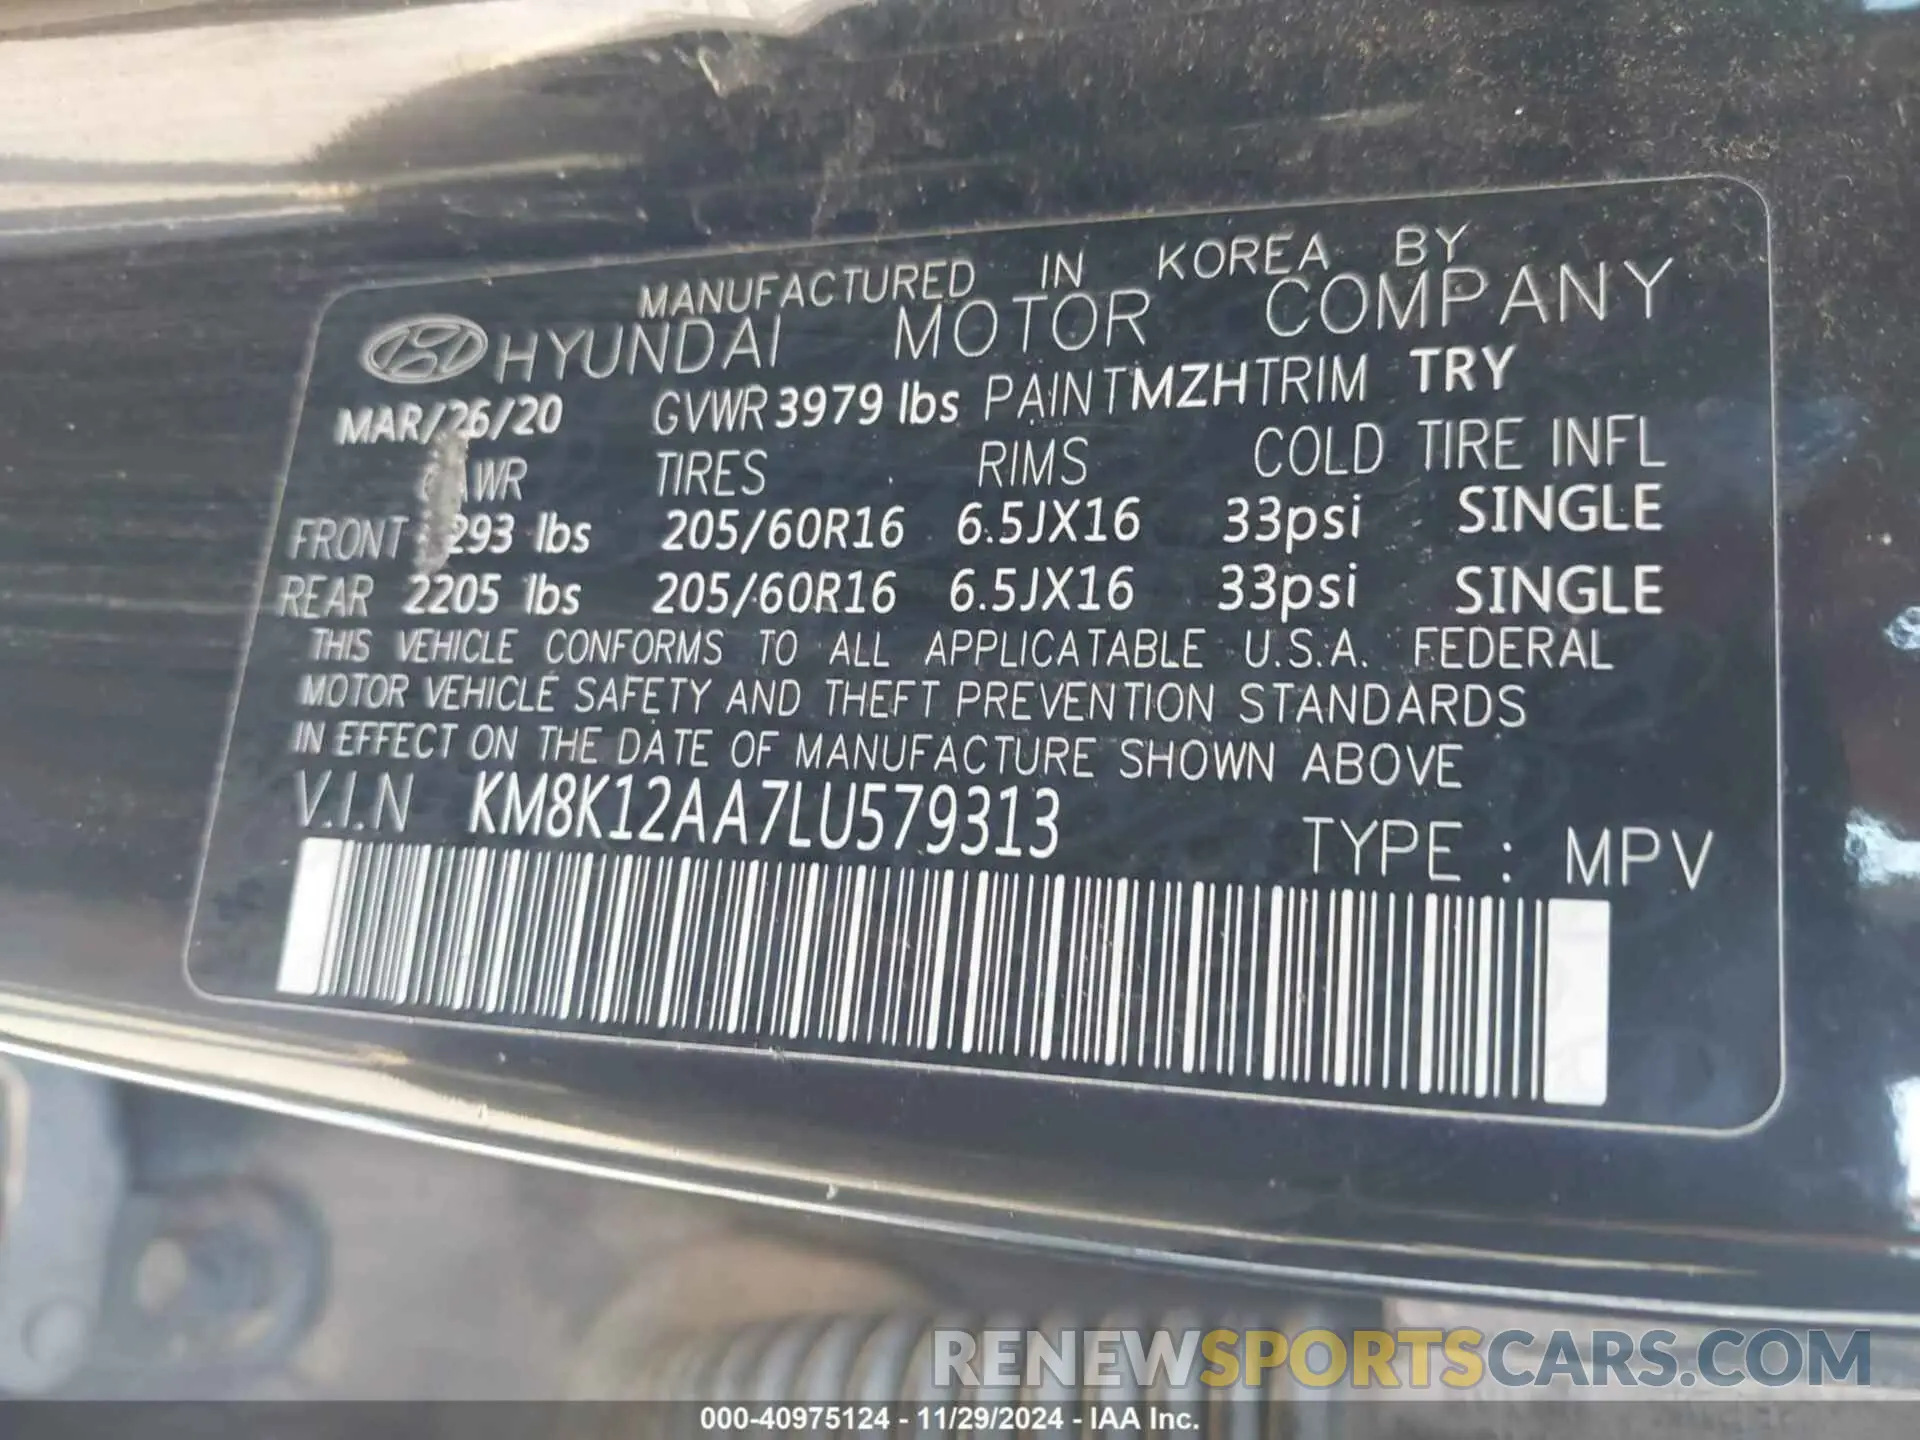 MANUFACTURED IN KOREA BY
HYUNDAI MOTOR COMPANY
MAR/26/20 GVWR 3979 lbs PAINT MZH TRIM TRY
TIRES RIMS COLD TIRE INFL
FRONT lbs 205/60R16 6.5JX16 33psi SINGLE
REAR 2205 lbs 205/60R16 6.5JX16 33psi SINGLE
THIS VEHICLE CONFORMS TO ALL APPLICATABLE U.S.A. FEDERAL
MOTOR VEHICLE SAFETY AND THEFT PREVENTION STANDARDS
IN EFFECT ON THE DATE OF MANUFACTURE SHOWN ABOVE
V.I.N KM8K12AA7LU579313
TYPE : MPV
RENEWSPORTSCARS.COM
000-40975124 - 11/29/2024 - IAA Inc.